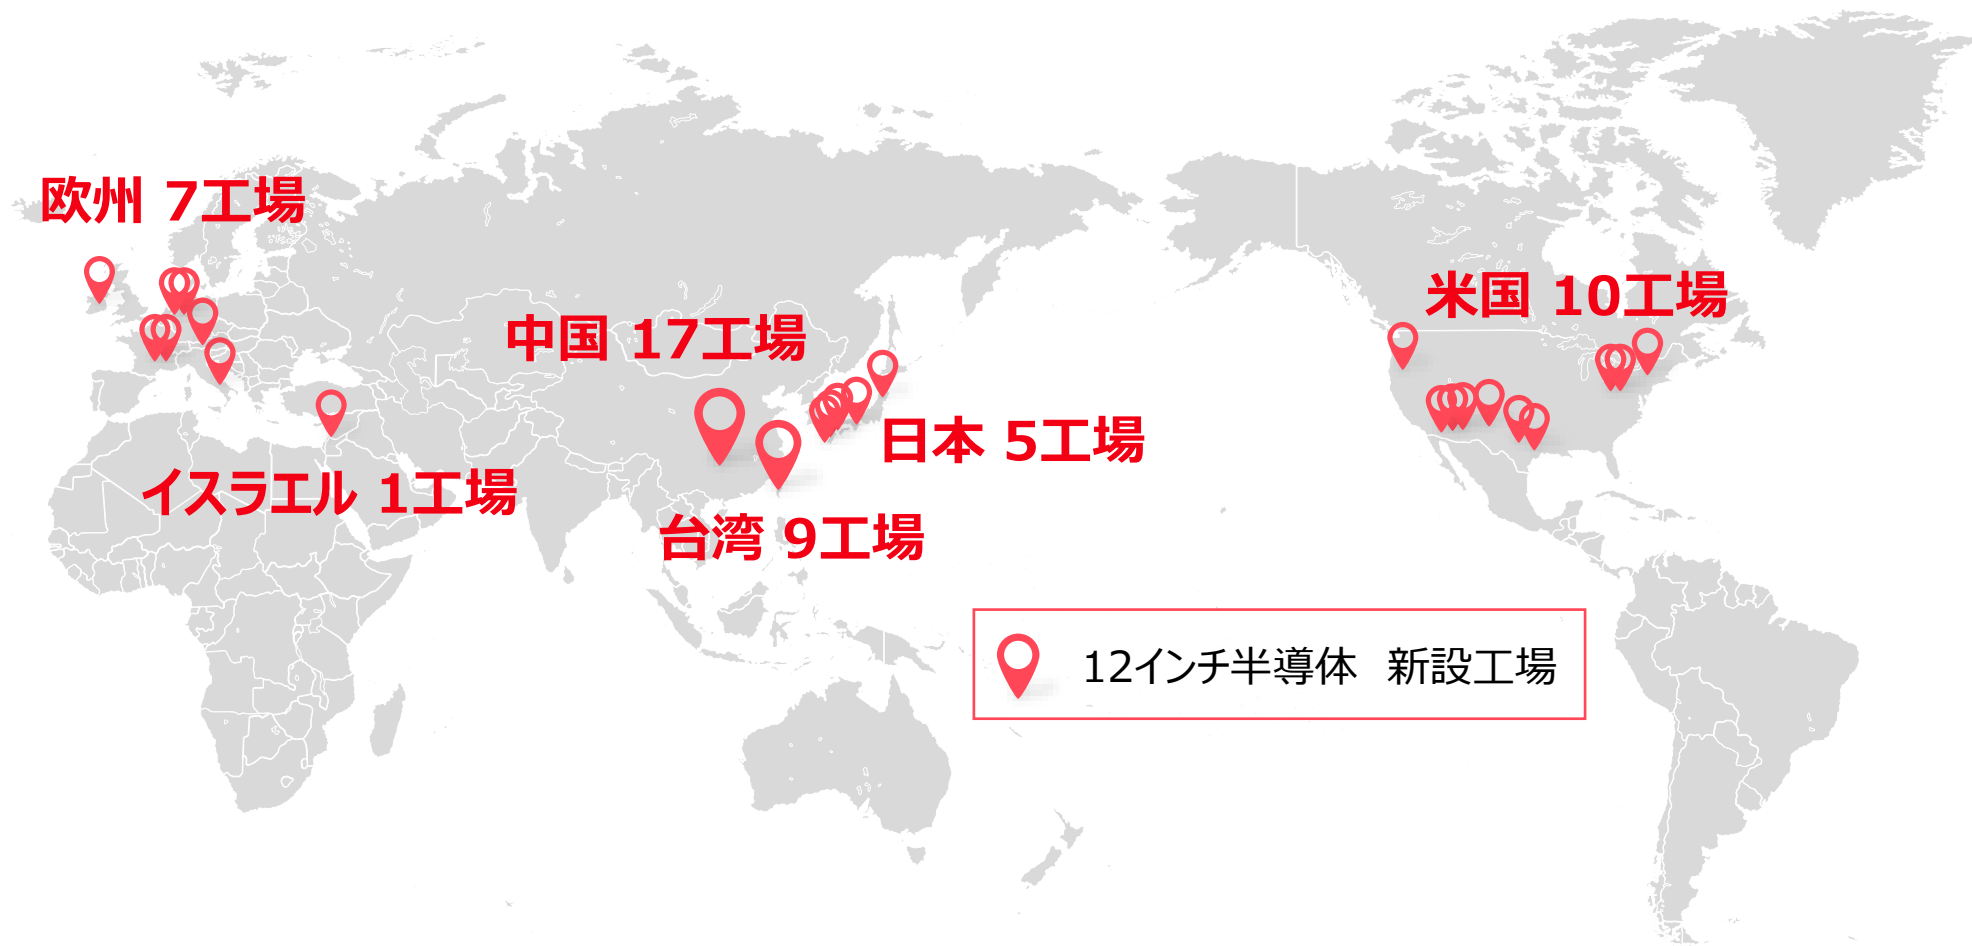 欧州 7工場
米国 10工場
中国 17工場
日本 5工場
イスラエル 1工場
台湾 9工場
12インチ半導体　新設工場